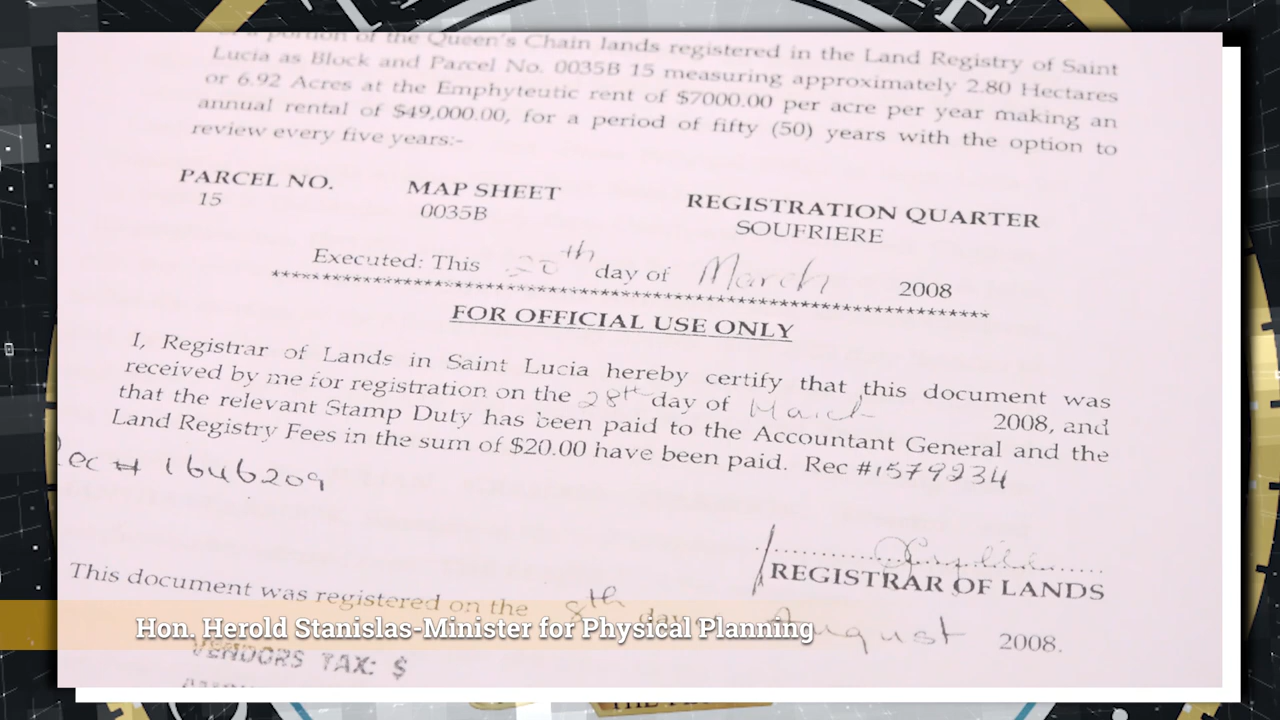 a portion of the Queen's Chain lands registered in the Land Registry of Saint
Lucia as Block and Parcel No. 0035B 15 measuring approximately 2.80 Hectares
or 6.92 Acres at the Emphyteutic rent of $7000.00 per acre per year making an
annual rental of $49,000.00, for a period of fifty (50) years with the option to
review every five years:-
PARCEL NO. MAP SHEET REGISTRATION QUARTER
15 0035B SOUFRIERE
Executed: This 20th day of March 2008
****************************************************************
FOR OFFICIAL USE ONLY
I, Registrar of Lands in Saint Lucia hereby certify that this document was
received by me for registration on the 28th day of March 2008, and
that the relevant Stamp Duty has been paid to the Accountant General and the
Land Registry Fees in the sum of $20.00 have been paid. Rec #1579234
Rec # 1646209
REGISTRAR OF LANDS
This document was registered on the 8th day August 2008.
Hon. Herold Stanislas-Minister for Physical Planning
VENDORS TAX: $